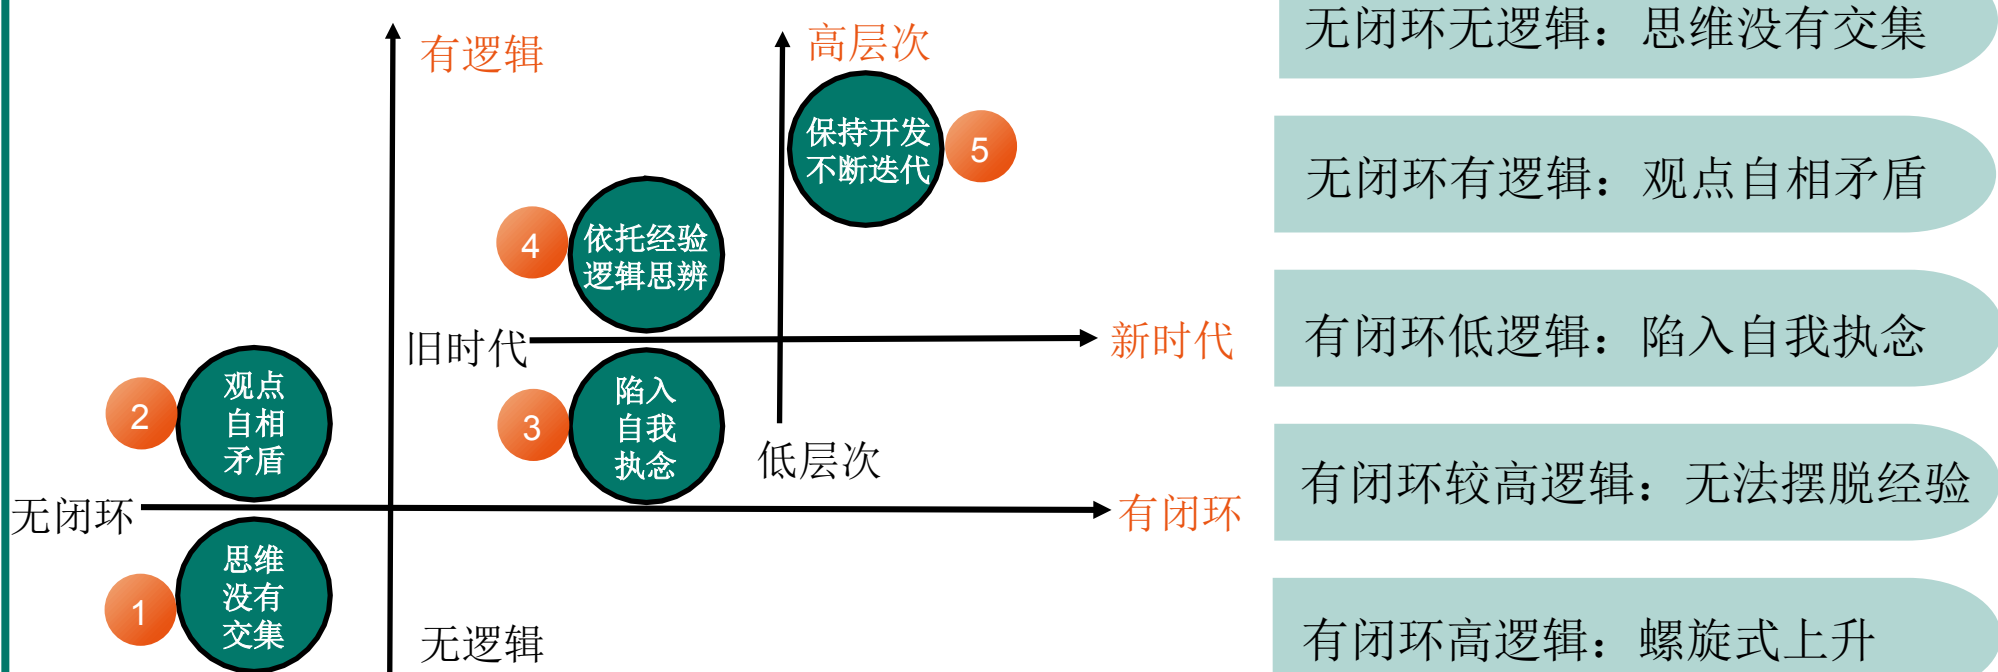 有逻辑
高层次
保持开发
不断迭代
5
4
依托经验
逻辑思辨
旧时代
新时代
2
观点
自相
矛盾
3
陷入
自我
执念
低层次
无闭环
有闭环
1
思维
没有
交集
无逻辑
无闭环无逻辑：思维没有交集
无闭环有逻辑：观点自相矛盾
有闭环低逻辑：陷入自我执念
有闭环较高逻辑：无法摆脱经验
有闭环高逻辑：螺旋式上升